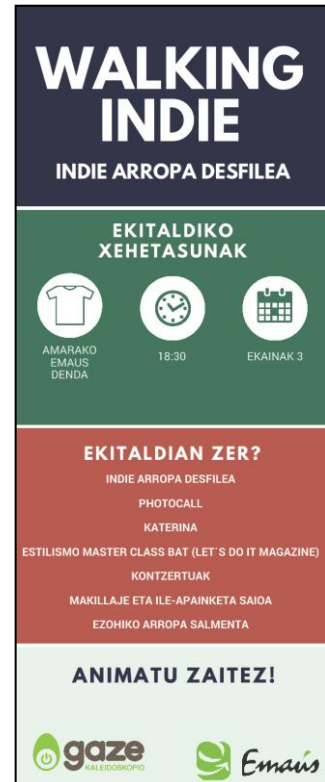 WALKING
INDIE
INDIE ARROPA DESFILEA
EKITALDIKO
XEHETASUNAK
AMARAKO
EMAUS
DENDA
18:30
EKAINAK 3
EKITALDIAN ZER?
INDIE ARROPA DESFILEA
PHOTOCALL
KATERINA
ESTILISMO MASTER CLASS BAT (LET´S DO IT MAGAZINE)
KONTZERTUAK
MAKILLAJE ETA ILE-APAINKETA SAIOA
EZOHIKO ARROPA SALMENTA
ANIMATU ZAITEZ!
gaze
KALEIDOSKOPIO
Emaús